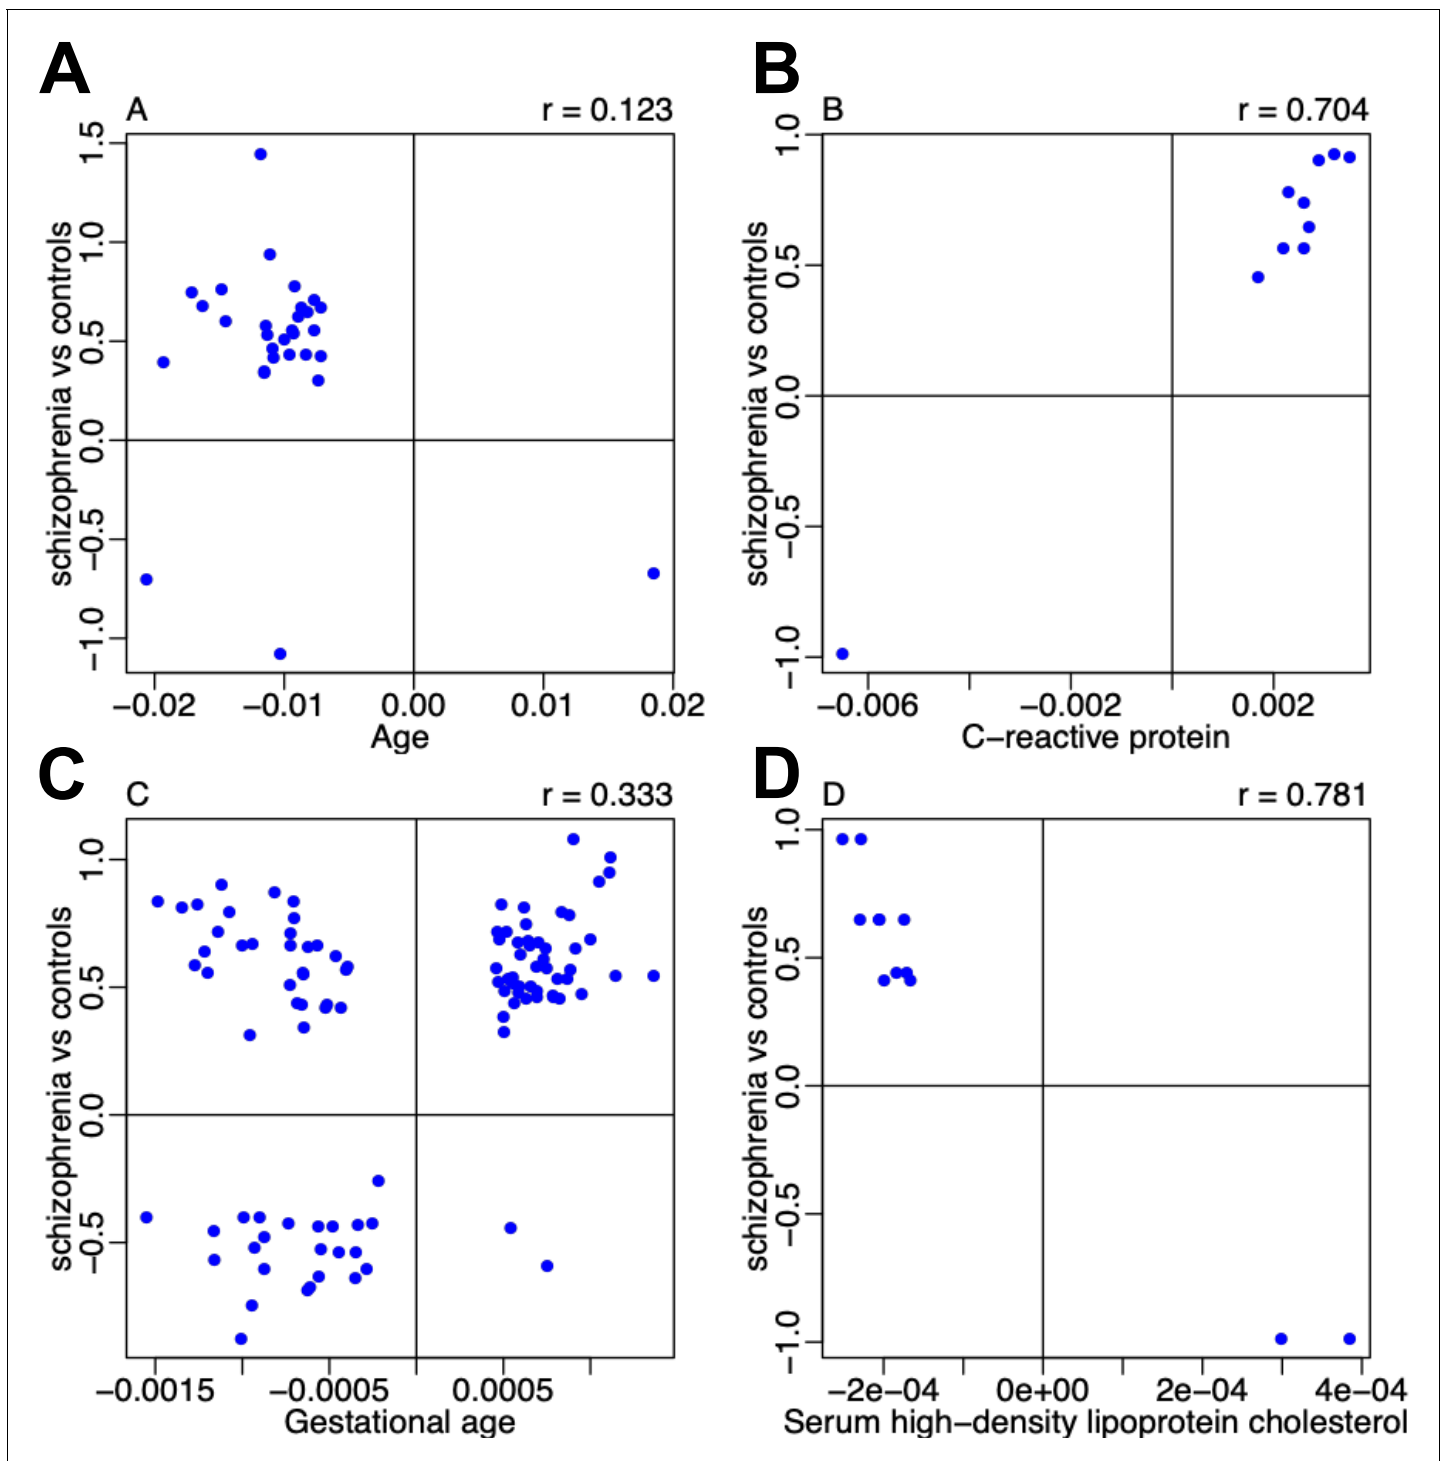 A
B
A r = 0.123
B r = 0.704
schizophrenia vs controls
1.5
1.0
0.5
0.0
−0.5
−1.0
−0.02 −0.01 0.00 0.01 0.02
Age
schizophrenia vs controls
1.0
0.5
0.0
−0.5
−1.0
−0.006 −0.002 0.002
C−reactive protein
C
D
C r = 0.333
D r = 0.781
schizophrenia vs controls
1.0
0.5
0.0
−0.5
−0.0015 −0.0005 0.0005
Gestational age
schizophrenia vs controls
1.0
0.5
0.0
−0.5
−1.0
−2e−04 0e+00 2e−04 4e−04
Serum high−density lipoprotein cholesterol